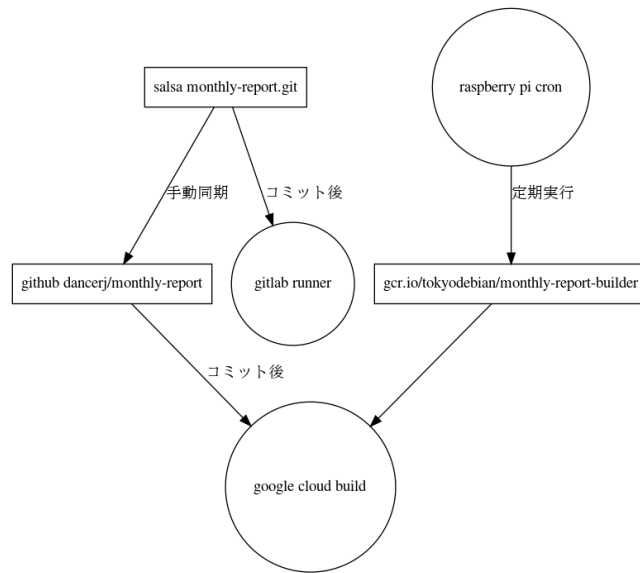 salsa monthly-report.git
raspberry pi cron
手動同期
コミット後
定期実行
github dancerj/monthly-report
gitlab runner
gcr.io/tokyodebian/monthly-report-builder
コミット後
google cloud build